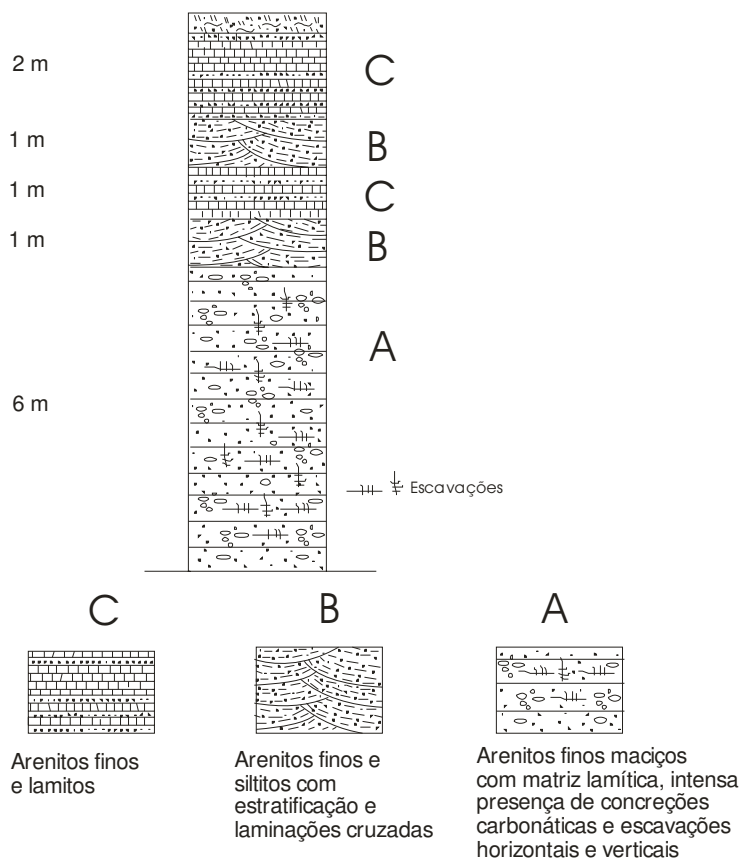 2 m
C
1 m
B
1 m
C
1 m
B
A
6 m
Escavações
C
B
A
Arenitos finos
e lamitos
Arenitos finos e
siltitos com
estratificação e
laminações cruzadas
Arenitos finos maciços
com matriz lamítica, intensa
presença de concreções
carbonáticas e escavações
horizontais e verticais